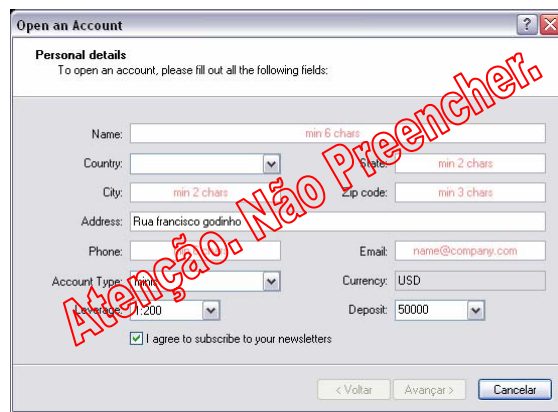 Open an Account
Personal details
To open an account, please fill out all the following fields:
Name: min 6 chars
Country: State: min 2 chars
City: min 2 chars Zip code: min 3 chars
Address: Rua francisco godinho
Phone: Email: name@company.com
Account Type: Currency: USD
Leverage: 1:200 Deposit: 50000
I agree to subscribe to your newsletters
< Voltar Avançar > Cancelar
Atenção. Não Preencher.